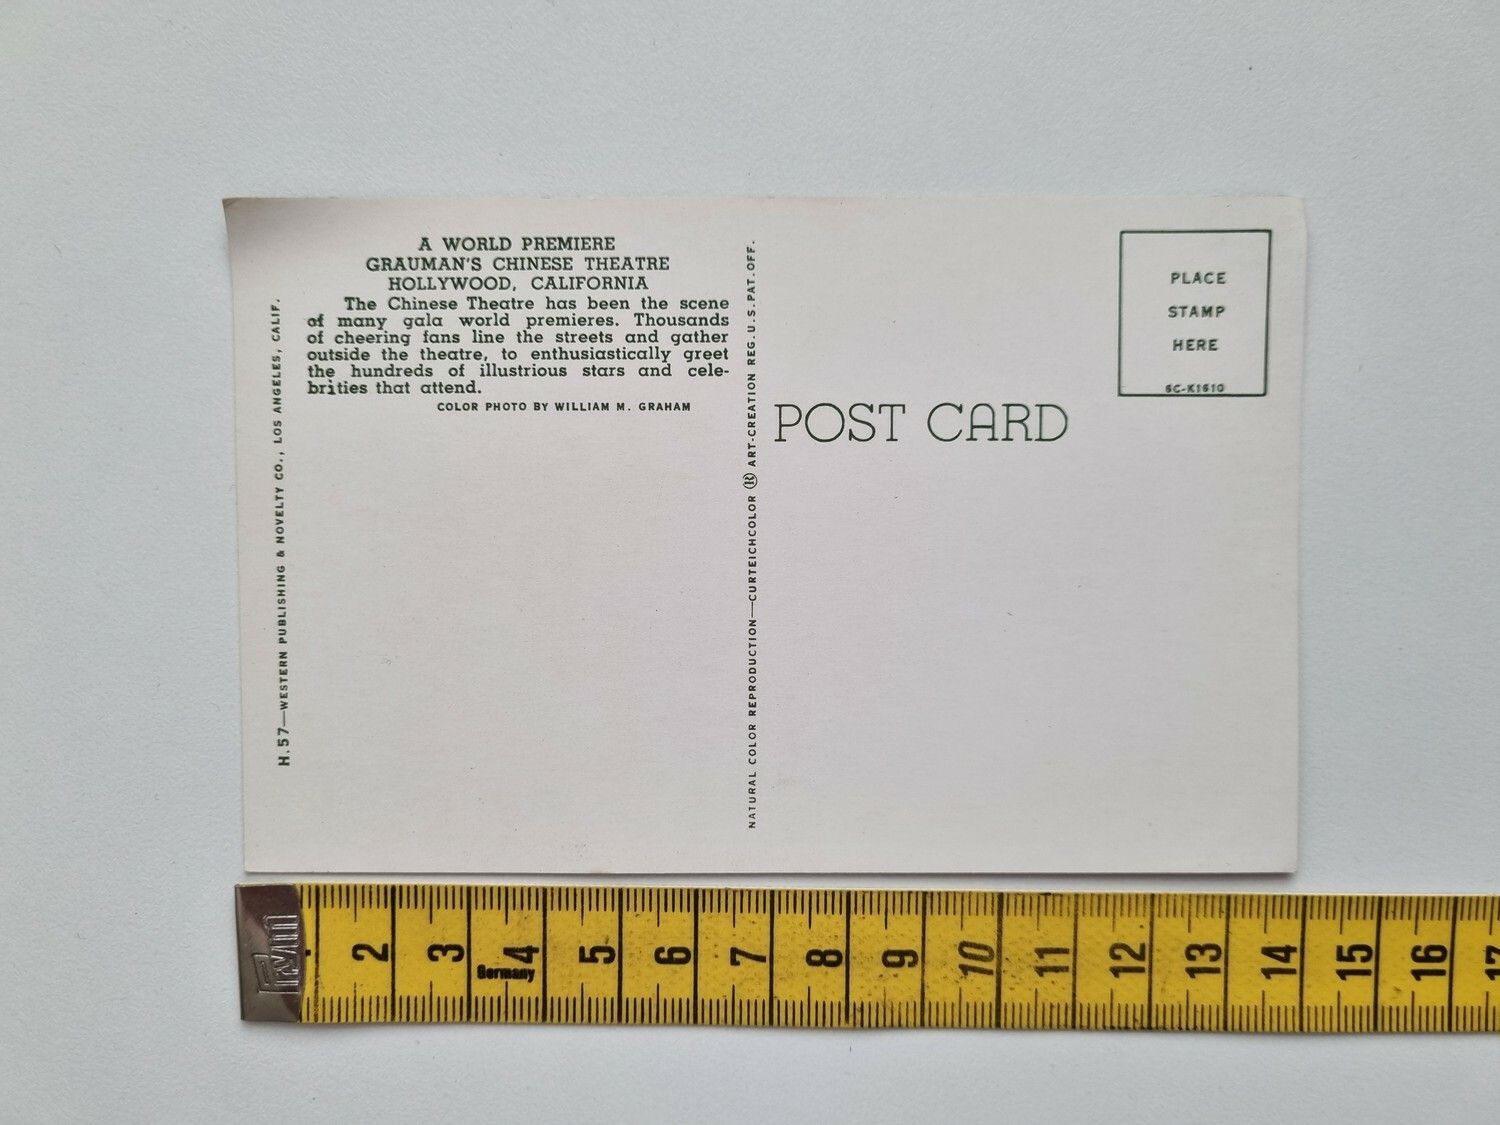 A WORLD PREMIERE
GRAUMAN'S CHINESE THEATRE
HOLLYWOOD, CALIFORNIA
The Chinese Theatre has been the scene
of many gala world premieres. Thousands
of cheering fans line the streets and gather
outside the theatre, to enthusiastically greet
the hundreds of illustrious stars and cele-
brities that attend.
COLOR PHOTO BY WILLIAM M. GRAHAM
H.57—WESTERN PUBLISHING & NOVELTY CO., LOS ANGELES, CALIF.
NATURAL COLOR REPRODUCTION—CURTEICHCOLOR ® ART-CREATION REG. U.S. PAT. OFF.
POST CARD
PLACE
STAMP
HERE
6C-K1610
Prym
1 2 3 4 5 6 7 8 9 10 11 12 13 14 15 16 17
Germany